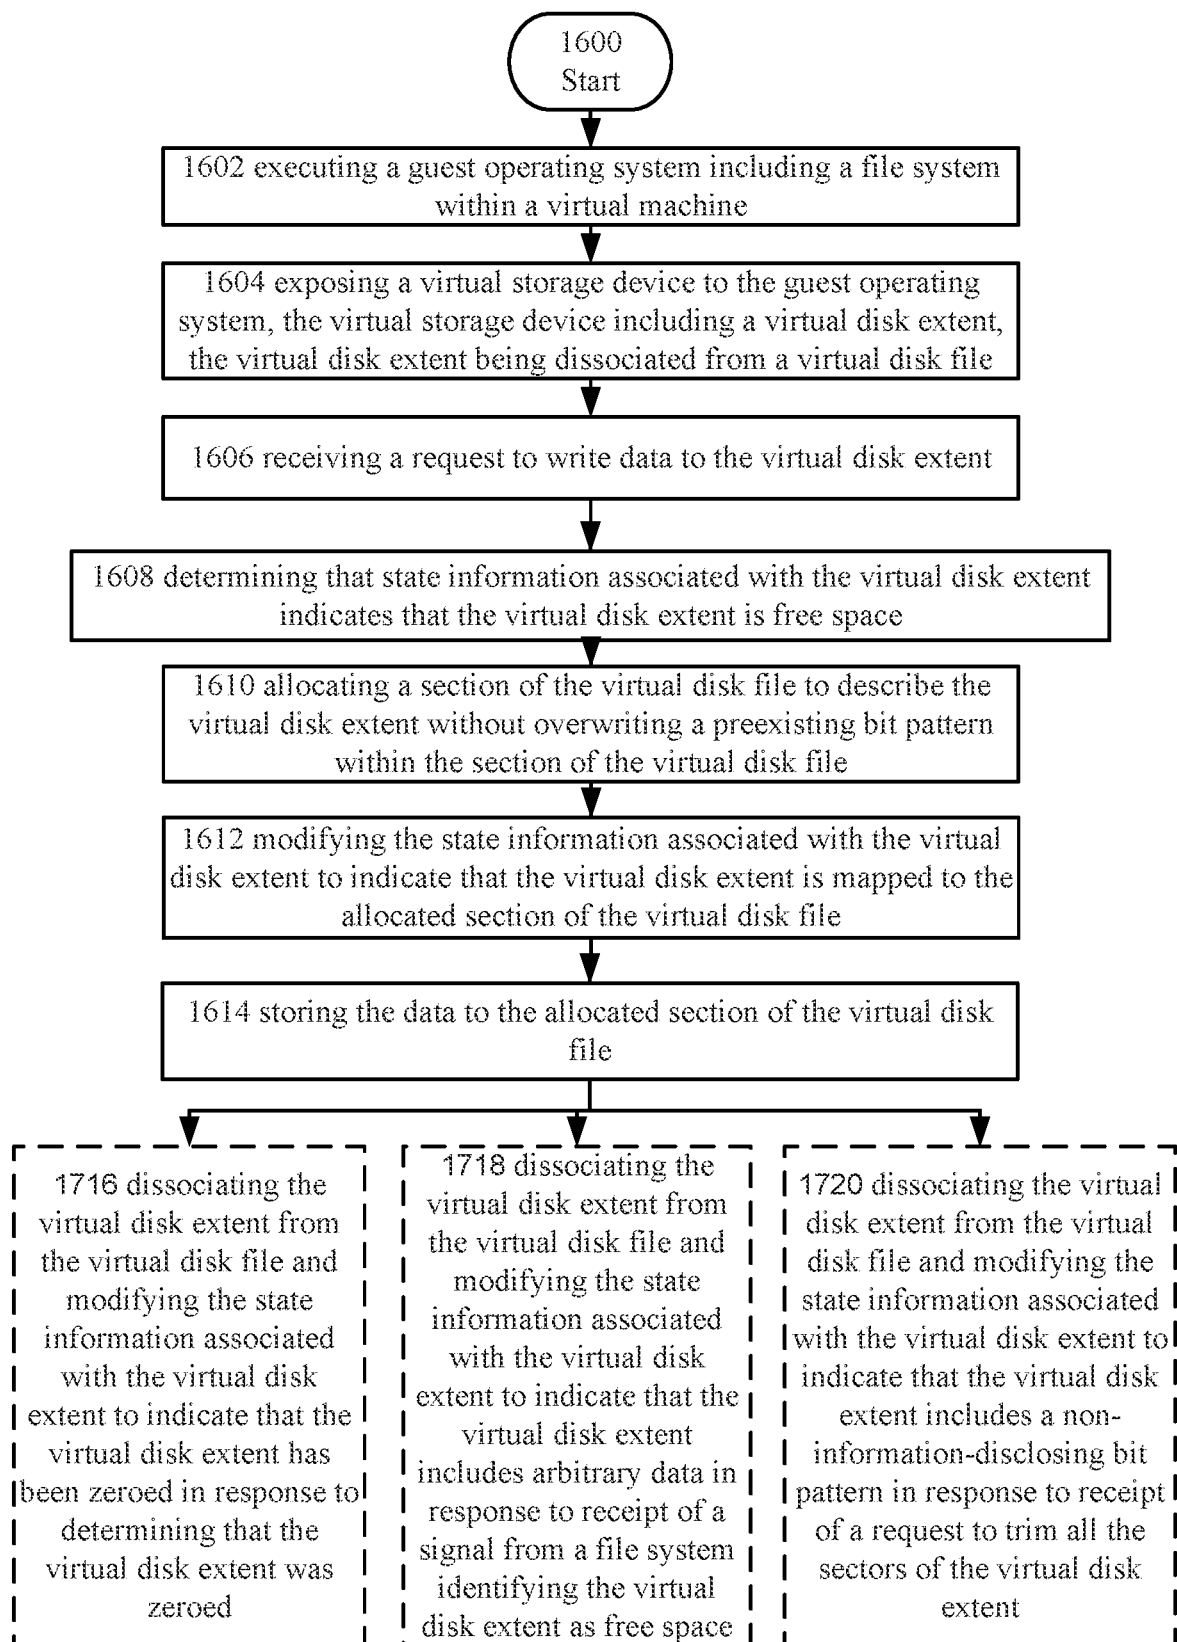 1600
Start
1602 executing a guest operating system including a file system
within a virtual machine
1604 exposing a virtual storage device to the guest operating
system, the virtual storage device including a virtual disk extent,
the virtual disk extent being dissociated from a virtual disk file
1606 receiving a request to write data to the virtual disk extent
1608 determining that state information associated with the virtual disk extent
indicates that the virtual disk extent is free space
1610 allocating a section of the virtual disk file to describe the
virtual disk extent without overwriting a preexisting bit pattern
within the section of the virtual disk file
1612 modifying the state information associated with the virtual
disk extent to indicate that the virtual disk extent is mapped to the
allocated section of the virtual disk file
1614 storing the data to the allocated section of the virtual disk
file
1716 dissociating the
virtual disk extent from
the virtual disk file and
modifying the state
information associated
with the virtual disk
extent to indicate that the
virtual disk extent has
been zeroed in response to
determining that the
virtual disk extent was
zeroed
1718 dissociating the
virtual disk extent from
the virtual disk file and
modifying the state
information associated
with the virtual disk
extent to indicate that the
virtual disk extent
includes arbitrary data in
response to receipt of a
signal from a file system
identifying the virtual
disk extent as free space
1720 dissociating the virtual
disk extent from the virtual
disk file and modifying the
state information associated
with the virtual disk extent to
indicate that the virtual disk
extent includes a non-
information-disclosing bit
pattern in response to receipt
of a request to trim all the
sectors of the virtual disk
extent